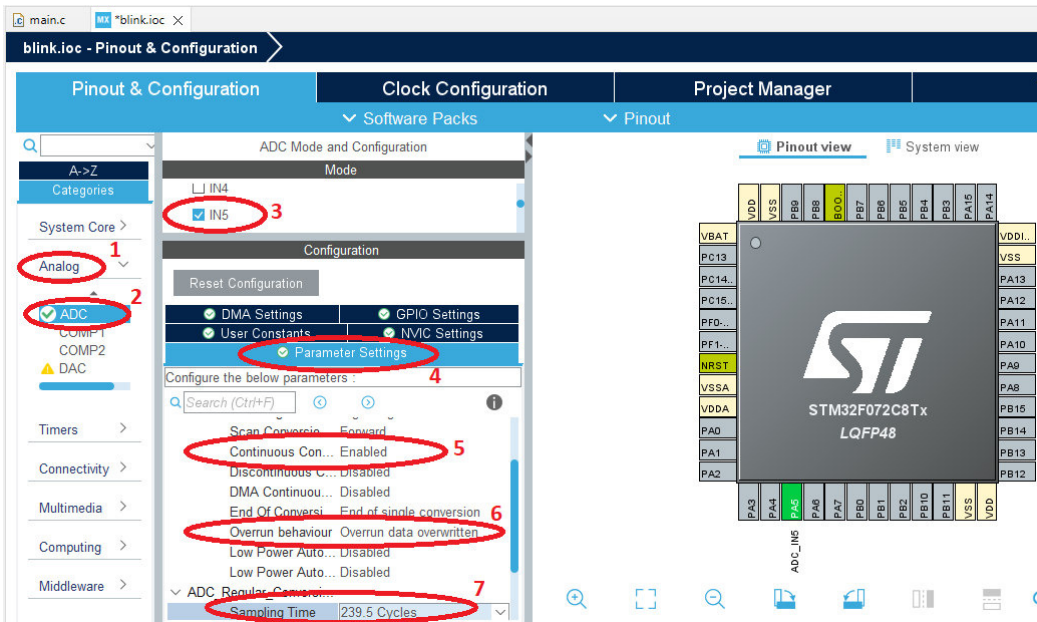 main.c
MX *blink.ioc
blink.ioc - Pinout & Configuration
Pinout & Configuration
Clock Configuration
Project Manager
Software Packs
Pinout
A->Z
Categories
System Core
1
Analog
2
ADC
COMP1
COMP2
DAC
Timers
Connectivity
Multimedia
Computing
Middleware
ADC Mode and Configuration
Mode
IN4
IN5
3
Configuration
Reset Configuration
DMA Settings
GPIO Settings
User Constants
NVIC Settings
Parameter Settings
4
Configure the below parameters :
Search (Ctrl+F)
Scan Conversio... Forward
Continuous Con... Enabled
5
Discontinuous C... Disabled
DMA Continuou... Disabled
End Of Conversi... End of single conversion
6
Overrun behaviour Overrun data overwritten
Low Power Auto... Disabled
Low Power Auto... Disabled
ADC_Regular_Conversi...
7
Sampling Time 239.5 Cycles
Pinout view
System view
VDD
VSS
PB9
PB8
BOO..
PB7
PB6
PB5
PB4
PB3
PA15
PA14
VBAT
PC13
PC14..
PC15..
PF0-..
PF1-..
NRST
VSSA
VDDA
PA0
PA1
PA2
STM32F072C8Tx
LQFP48
VDDI..
VSS
PA13
PA12
PA11
PA10
PA9
PA8
PB15
PB14
PB13
PB12
PA3
PA4
PA5
PA6
PA7
PB0
PB1
PB2
PB10
PB11
VSS
VDD
ADC_IN5